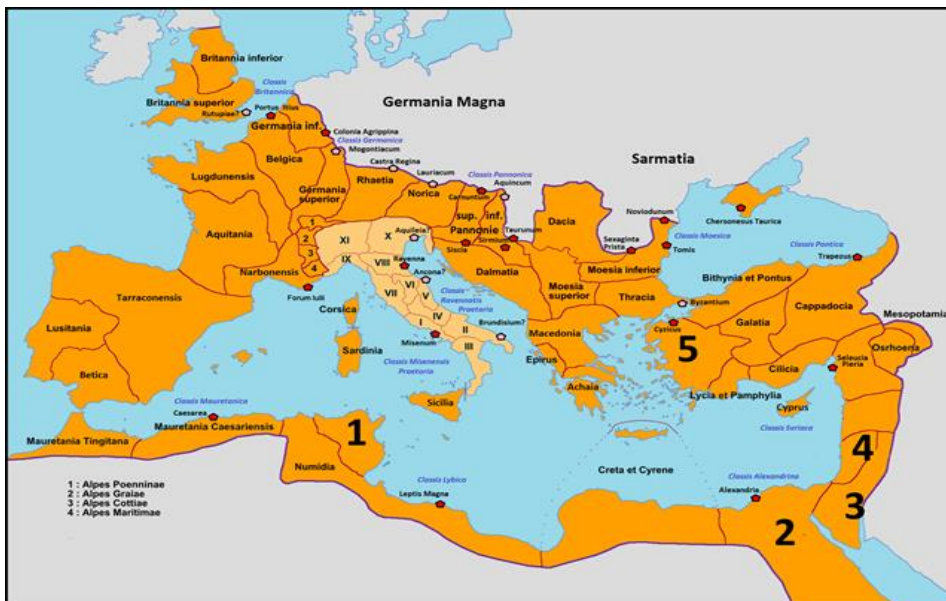 Britannia inferior
Classis
Britannica
Britannia superior
Rutupiae?
Portus Itius
Germania Magna
Germania inf.
Colonia Agrippina
Classis Germanica
Mogontiacum
Belgica
Castra Regina
Sarmatia
Lugdunensis
Germania
superior
Rhaetia
Lauriacum
Norica
Carnuntum
Classis Pannonica
Aquincum
sup.
inf.
Pannonie
Taurunum
Sirmium
Siscia
Dacia
Noviodunum
Chersonesus Taurica
Sexaginta
Prista
Classis Moesica
Tomis
Classis Pontica
Trapezus
Aquitania
1
2
3
4
XI
X
Aquileia?
IX
VIII
Ravenna
Ancona?
VI
V
VII
IV
I
II
III
Classis
Ravennatis
Praetoria
Brundisium?
Misenum
Classis Misenensis
Praetoria
Narbonensis
Forum Iulii
Corsica
Sardinia
Sicilia
Dalmatia
Moesia
superior
Moesia inferior
Thracia
Macedonia
Epirus
Achaia
Byzantium
Cyzicus
Bithynia et Pontus
Galatia
Cappadocia
Mesopotamia
Osrhoena
Seleucia
Pieria
Cilicia
5
Lycia et Pamphylia
Cyprus
Classis Seriaca
Tarraconensis
Lusitania
Betica
Classis Mauretanica
Caesarea
Mauretania Tingitana
Mauretania Caesariensis
1
Numidia
Classis Lybica
Leptis Magna
Creta et Cyrene
Classis Alexandrina
Alexandria
4
3
2
1 : Alpes Poenninae
2 : Alpes Graiae
3 : Alpes Cottiae
4 : Alpes Maritimae